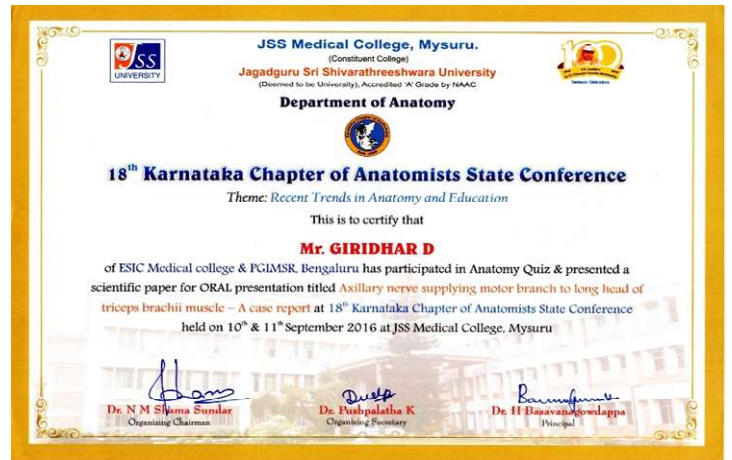 JSS Medical College, Mysuru.
(Constituent College)
Jagadguru Sri Shivarathreeshwara University
(Deemed to be University), Accredited 'A' Grade by NAAC
JSS
UNIVERSITY
100
Department of Anatomy
18th Karnataka Chapter of Anatomists State Conference
Theme: Recent Trends in Anatomy and Education
This is to certify that
Mr. GIRIDHAR D
of ESIC Medical college & PGIMSR, Bengaluru has participated in Anatomy Quiz & presented a
scientific paper for ORAL presentation titled Axillary nerve supplying motor branch to long head of
triceps brachii muscle – A case report at 18th Karnataka Chapter of Anatomists State Conference
held on 10th & 11th September 2016 at JSS Medical College, Mysuru
Dr. N M Shama Sundar
Organizing Chairman
Dr. Pushpalatha K
Organizing Secretary
Dr. H Basavanagowdappa
Principal